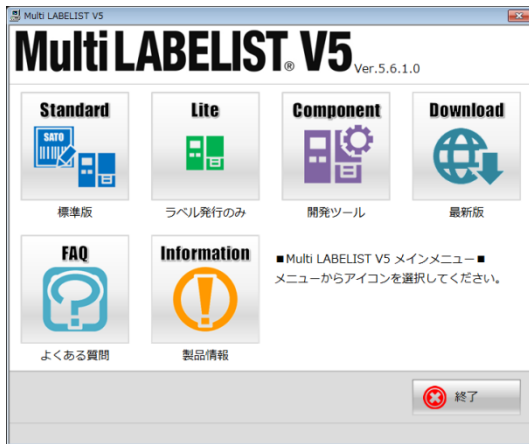 Multi LABELIST V5
Multi LABELIST® V5 Ver.5.6.1.0
Standard
Lite
Component
Download
SATO
標準版
ラベル発行のみ
開発ツール
最新版
FAQ
Information
■Multi LABELIST V5 メインメニュー■
メニューからアイコンを選択してください。
よくある質問
製品情報
終了